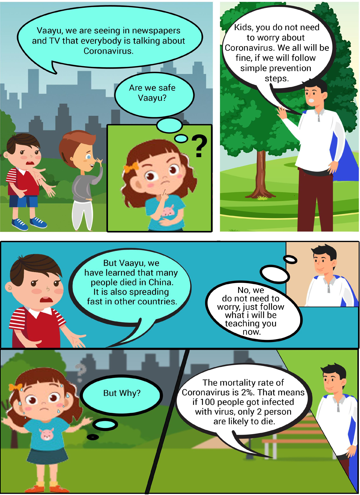 Vaayu, we are seeing in newspapers
and TV that everybody is talking about
Coronavirus.
Are we safe
Vaayu?
?
Kids, you do not need
to worry about
Coronavirus. We all will be
fine, if we will follow
simple prevention
steps.
But Vaayu, we
have learned that many
people died in China.
It is also spreading
fast in other countries.
No, we
do not need to
worry, just follow
what i will be
teaching you
now.
But Why?
The mortality rate of
Coronavirus is 2%. That means
if 100 people got infected
with virus, only 2 person
are likely to die.